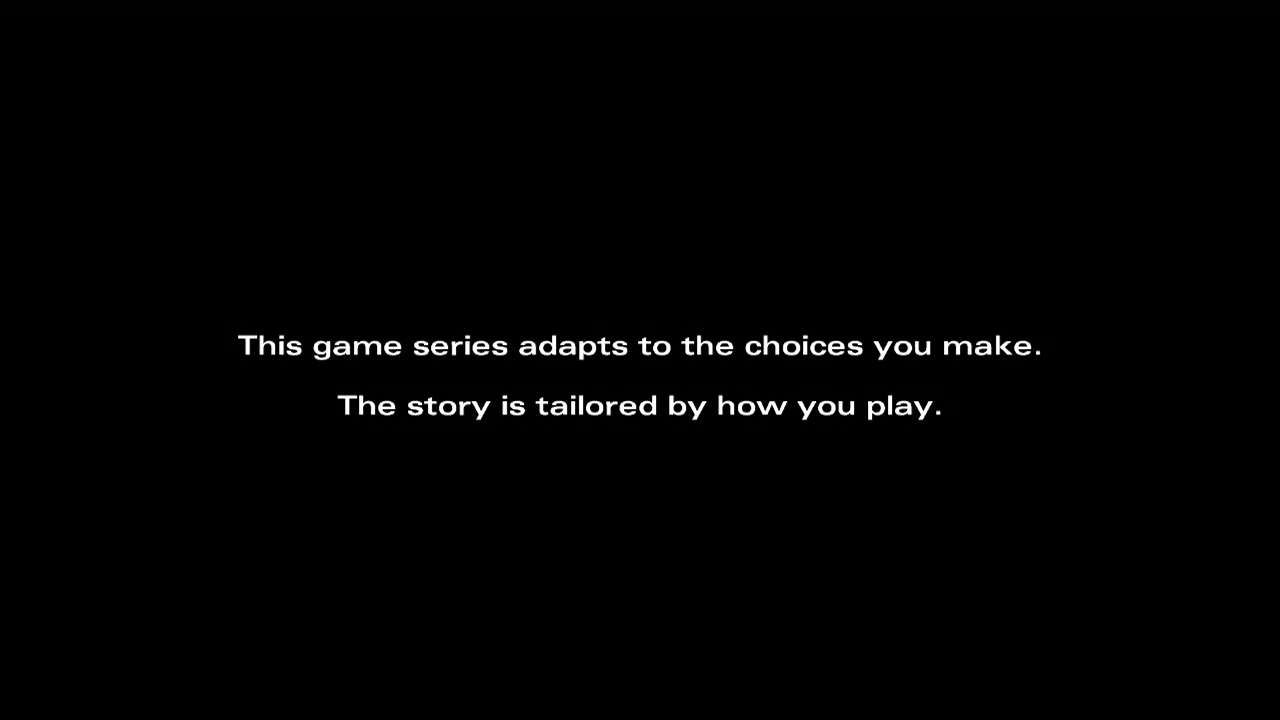 This game series adapts to the choices you make.
The story is tailored by how you play.